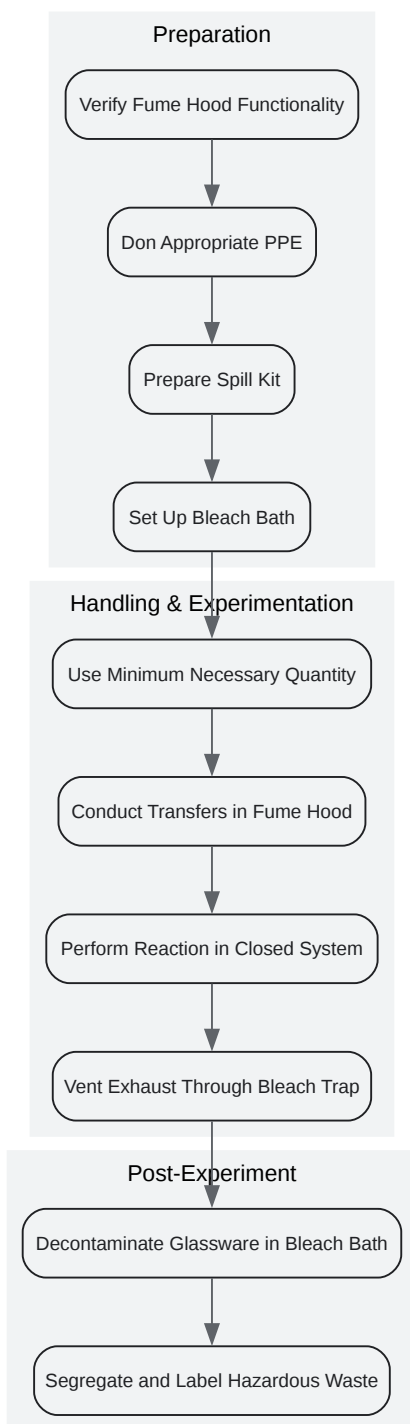 Preparation
Verify Fume Hood Functionality
Don Appropriate PPE
Prepare Spill Kit
Set Up Bleach Bath
Handling & Experimentation
Use Minimum Necessary Quantity
Conduct Transfers in Fume Hood
Perform Reaction in Closed System
Vent Exhaust Through Bleach Trap
Post-Experiment
Decontaminate Glassware in Bleach Bath
Segregate and Label Hazardous Waste